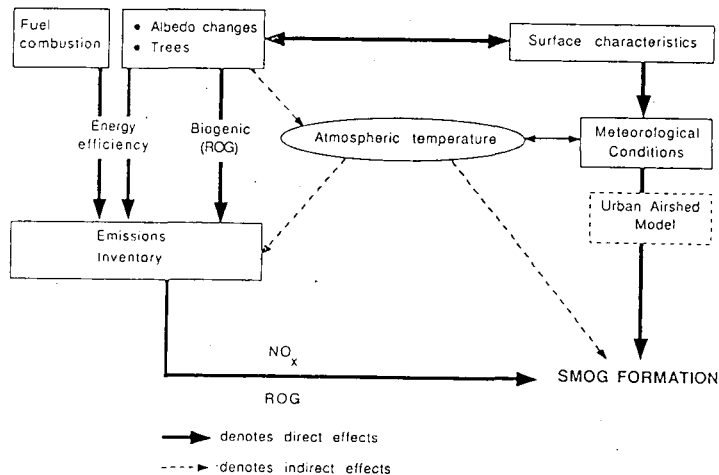 Fuel
combustion
• Albedo changes
• Trees
Surface characteristics
Energy
efficiency
Biogenic
(ROG)
Atmospheric temperature
Meteorological
Conditions
Urban Airshed
Model
Emissions
Inventory
NOx
ROG
SMOG FORMATION
denotes direct effects
denotes indirect effects